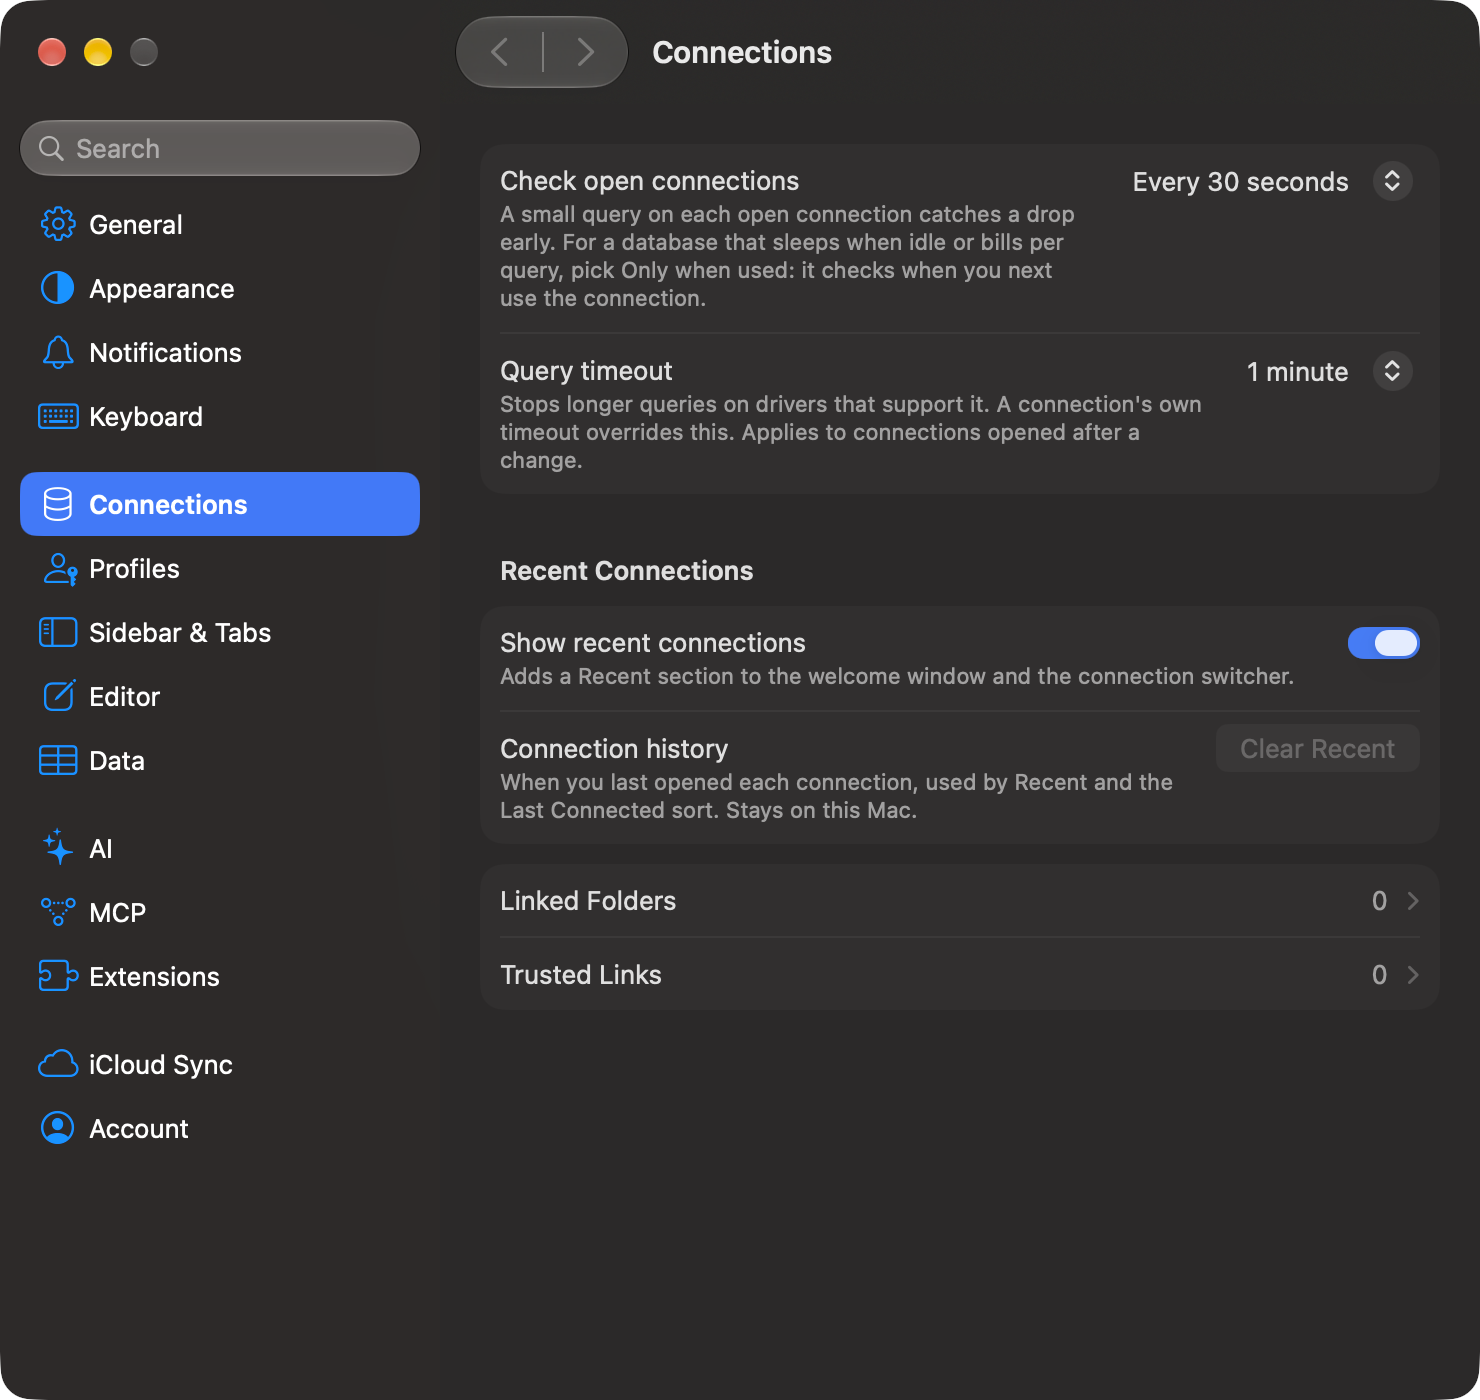 Connections
Search
General
Appearance
Notifications
Keyboard
Connections
Profiles
Sidebar & Tabs
Editor
Data
AI
MCP
Extensions
iCloud Sync
Account
Check open connections
Every 30 seconds
A small query on each open connection catches a drop
early. For a database that sleeps when idle or bills per
query, pick Only when used: it checks when you next
use the connection.
Query timeout
1 minute
Stops longer queries on drivers that support it. A connection's own
timeout overrides this. Applies to connections opened after a
change.
Recent Connections
Show recent connections
Adds a Recent section to the welcome window and the connection switcher.
Connection history
Clear Recent
When you last opened each connection, used by Recent and the
Last Connected sort. Stays on this Mac.
Linked Folders
0
Trusted Links
0